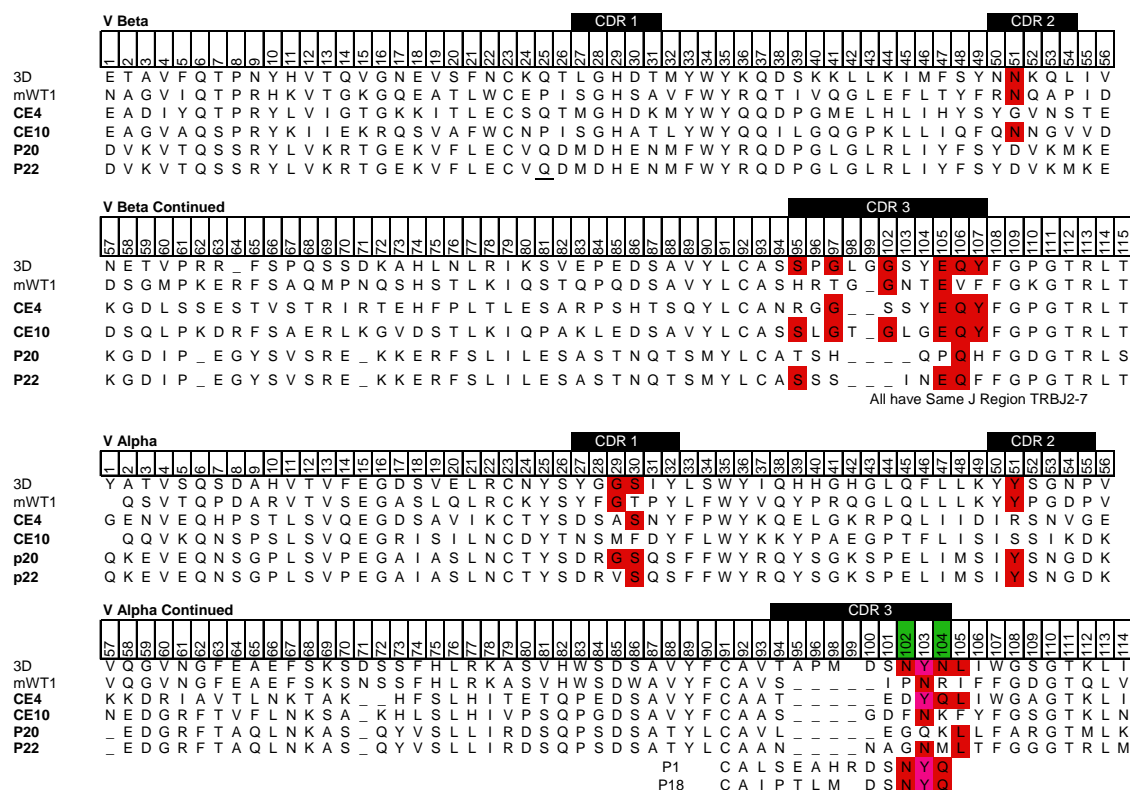 V Beta CDR 1 CDR 2
1 2 3 4 5 6 7 8 9 10 11 12 13 14 15 16 17 18 19 20 21 22 23 24 25 26 27 28 29 30 31 32 33 34 35 36 37 38 39 40 41 42 43 44 45 46 47 48 49 50 51 52 53 54 55 56
3D E T A V F Q T P N Y H V T Q V G N E V S F N C K Q T L G H D T M Y W Y K Q D S K K L L K I M F S Y N N K Q L I V
mWT1 N A G V I Q T P R H K V T G K G Q E A T L W C E P I S G H S A V F W Y R Q T I V Q G L E F L T Y F R N Q A P I D
CE4 E A D I Y Q T P R Y L V I G T G K K I T L E C S Q T M G H D K M Y W Y Q Q D P G M E L H L I H Y S Y G V N S T E
CE10 E A G V A Q S P R Y K I I E K R Q S V A F W C N P I S G H A T L Y W Y Q Q I L G Q G P K L L I Q F Q N N G V V D
P20 D V K V T Q S S R Y L V K R T G E K V F L E C V Q D M D H E N M F W Y R Q D P G L G L R L I Y F S Y D V K M K E
P22 D V K V T Q S S R Y L V K R T G E K V F L E C V Q D M D H E N M F W Y R Q D P G L G L R L I Y F S Y D V K M K E
V Beta Continued CDR 3
57 58 59 60 61 62 63 64 65 66 67 68 69 70 71 72 73 74 75 76 77 78 79 80 81 82 83 84 85 86 87 88 89 90 91 92 93 94 95 96 97 98 99 102 103 104 105 106 107 108 109 110 111 112 113 114 115
3D N E T V P R R _ F S P Q S S D K A H L N L R I K S V E P E D S A V Y L C A S S P G L G G S Y E Q Y F G P G T R L T
mWT1 D S G M P K E R F S A Q M P N Q S H S T L K I Q S T Q P Q D S A V Y L C A S H R T G _ G N T E V F F G K G T R L T
CE4 K G D L S S E S T V S T R I R T E H F P L T L E S A R P S H T S Q Y L C A N R G G _ _ S S Y E Q Y F G P G T R L T
CE10 D S Q L P K D R F S A E R L K G V D S T L K I Q P A K L E D S A V Y L C A S S L G T _ G L G E Q Y F G P G T R L T
P20 K G D I P _ E G Y S V S R E _ K K E R F S L I L E S A S T N Q T S M Y L C A T S H _ _ _ _ Q P Q H F G D G T R L S
P22 K G D I P _ E G Y S V S R E _ K K E R F S L I L E S A S T N Q T S M Y L C A S S S _ _ _ I N E Q F F G P G T R L T
All have Same J Region TRBJ2-7
V Alpha CDR 1 CDR 2
1 2 3 4 5 6 7 8 9 10 11 12 13 14 15 16 17 18 19 20 21 22 23 24 25 26 27 28 29 30 31 32 33 34 35 36 37 38 39 40 41 42 43 44 45 46 47 48 49 50 51 52 53 54 55 56
3D Y A T V S Q S D A H V T V F E G D S V E L R C N Y S Y G G S I Y L S W Y I Q H H G H G L Q F L L K Y Y S G N P V
mWT1 Q S V T Q P D A R V T V S E G A S L Q L R C K Y S Y F G T P Y L F W Y V Q Y P R Q G L Q L L L K Y Y S G D P V
CE4 G E N V E Q H P S T L S V Q E G D S A V I K C T Y S D S A S N Y F P W Y K Q E L G K R P Q L I I D I R S N V G E
CE10 Q Q V K Q N S P S L S V Q E G R I S I L N C D Y T N S M F D Y F L W Y K K Y P A E G P T F L I S I S S I K D K
p20 Q K E V E Q N S G P L S V P E G A I A S L N C T Y S D R G S Q S F F W Y R Q Y S G K S P E L I M S I Y S N G D K
p22 Q K E V E Q N S G P L S V P E G A I A S L N C T Y S D R V S Q S F F W Y R Q Y S G K S P E L I M S I Y S N G D K
V Alpha Continued CDR 3
57 58 59 60 61 62 63 64 65 66 67 68 69 70 72 73 74 75 76 77 78 79 80 81 82 83 84 85 86 87 88 89 90 91 92 93 94 95 96 97 98 99 100 101 102 103 104 105 106 107 108 109 110 111 112 113 114
3D V Q G V N G F E A E F S K S D S S F H L R K A S V H W S D S A V Y F C A V T A P M D S N Y N L I W G S G T K L I
mWT1 V Q G V N G F E A E F S K S N S S F H L R K A S V H W S D W A V Y F C A V S _ _ _ _ _ I P N R I F F G D G T Q L V
CE4 K K D R I A V T L N K T A K _ _ H F S L H I T E T Q P E D S A V Y F C A A T _ _ _ _ E D Y Q L I W G A G T K L I
CE10 N E D G R F T V F L N K S A _ K H L S L H I V P S Q P G D S A V Y F C A A S _ _ _ _ G D F N K F Y F G S G T K L N
P20 _ E D G R F T A Q L N K A S _ Q Y V S L L I R D S Q P S D S A T Y L C A V L _ _ _ _ _ E G Q K L L F A R G T M L K
P22 _ E D G R F T A Q L N K A S _ Q Y V S L L I R D S Q P S D S A T Y L C A A N _ _ _ _ N A G N M L T F G G G T R L M
P1 C A L S E A H R D S N Y Q
P18 C A I P T L M D S N Y Q